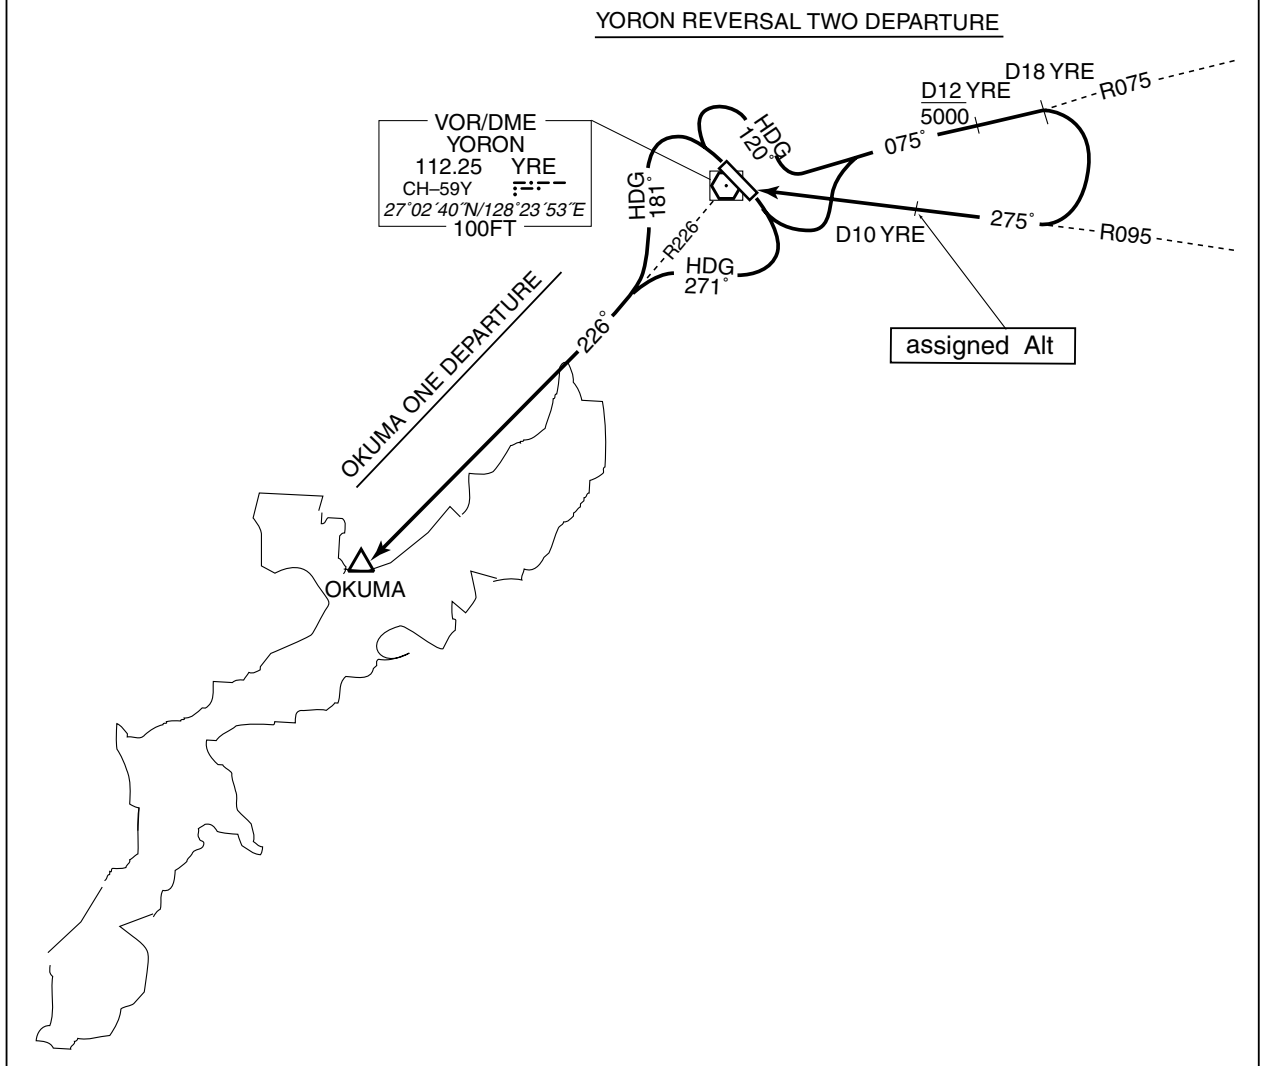 YORON REVERSAL TWO DEPARTURE
D18 YRE
D12 YRE
5000
R075
075°
HDG
120°
VOR/DME
YORON
112.25 YRE
CH–59Y
27°02´40˝N/128°23´53˝E
100FT
HDG
181°
R226
HDG
271°
D10 YRE
275°
R095
assigned Alt
226°
OKUMA ONE DEPARTURE
OKUMA